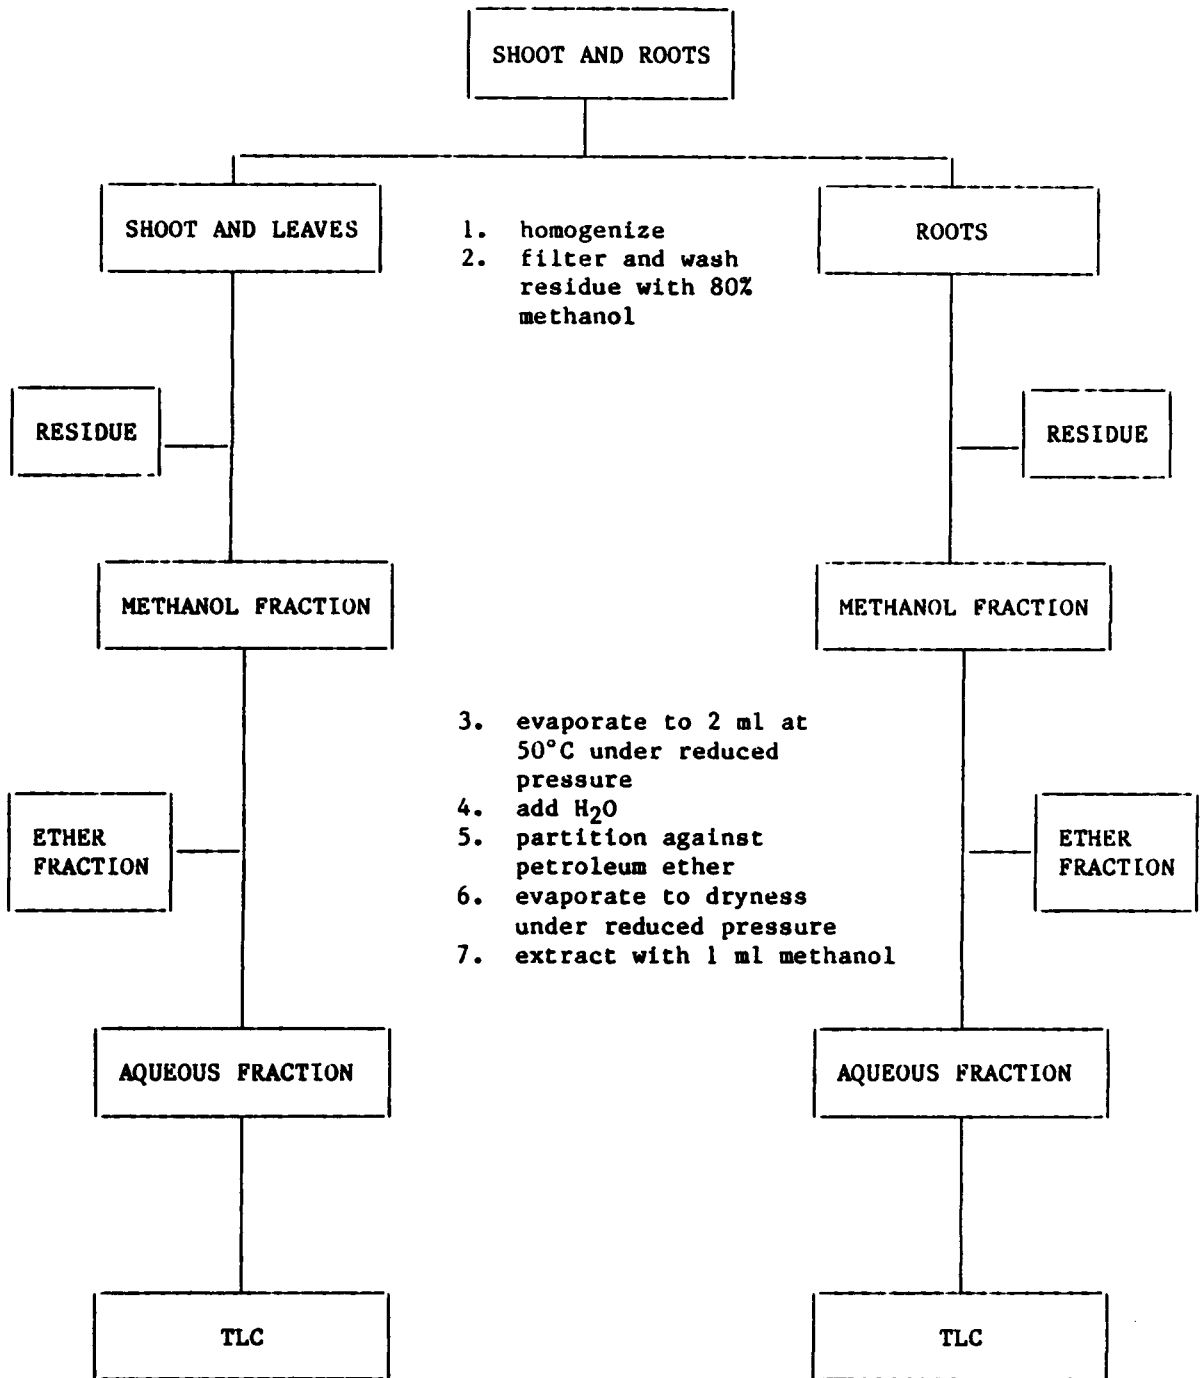 SHOOT AND ROOTS
SHOOT AND LEAVES
ROOTS
1. homogenize
2. filter and wash
residue with 80%
methanol
RESIDUE
RESIDUE
METHANOL FRACTION
METHANOL FRACTION
3. evaporate to 2 ml at
50°C under reduced
pressure
4. add H₂O
5. partition against
petroleum ether
6. evaporate to dryness
under reduced pressure
7. extract with 1 ml methanol
ETHER
FRACTION
ETHER
FRACTION
AQUEOUS FRACTION
AQUEOUS FRACTION
TLC
TLC